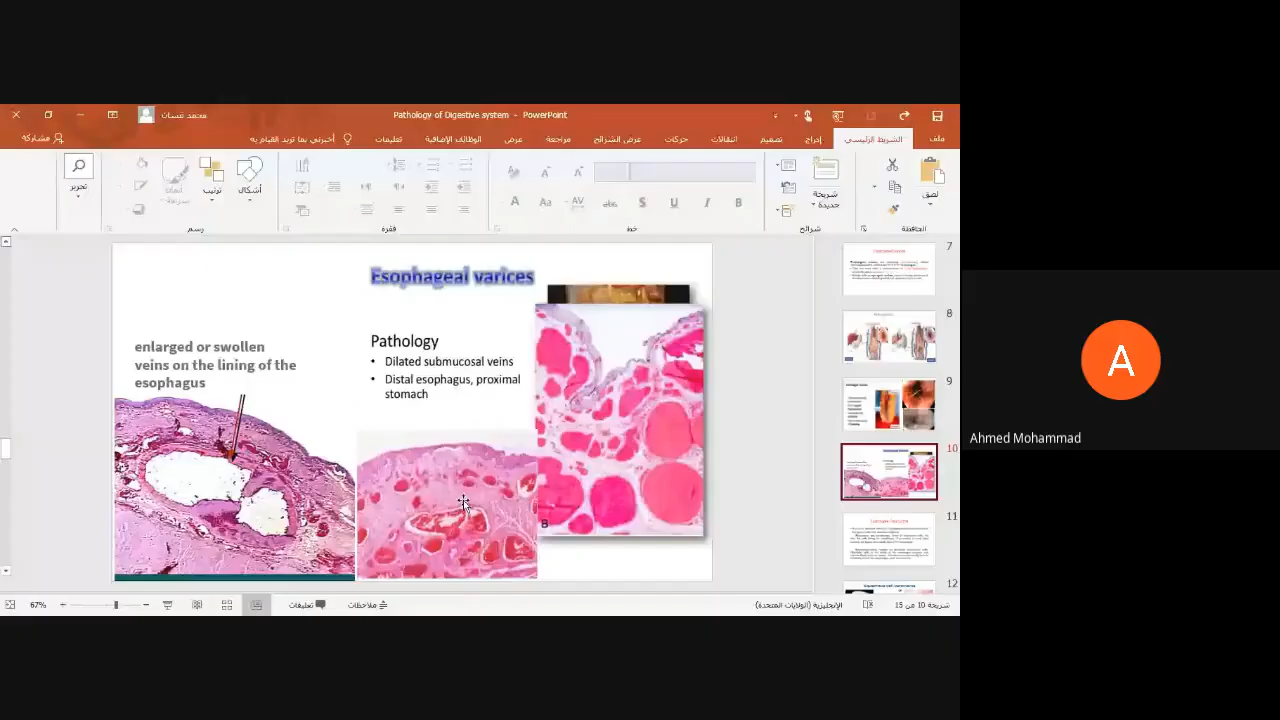 محمد نسان
Pathology of Digestive system - PowerPoint
ملف
الشريط الرئيسي
إدراج
تصميم
انتقالات
حركات
عرض الشرائح
مراجعة
عرض
الوظائف الإضافية
تعليمات
أخبرني بما تريد القيام به
مشاركة
لصق
شريحة
جديدة
أشكال
ترتيب
أنماط
سريعة
تحرير
الحافظة
شرائح
خط
فقرة
رسم
Esophageal varices
enlarged or swollen
veins on the lining of the
esophagus
Pathology
• Dilated submucosal veins
• Distal esophagus, proximal
stomach
B
7
8
9
10
11
12
شريحة 10 من 15
الإنجليزية (الولايات المتحدة)
ملاحظات
تعليقات
67%
A
Ahmed Mohammad